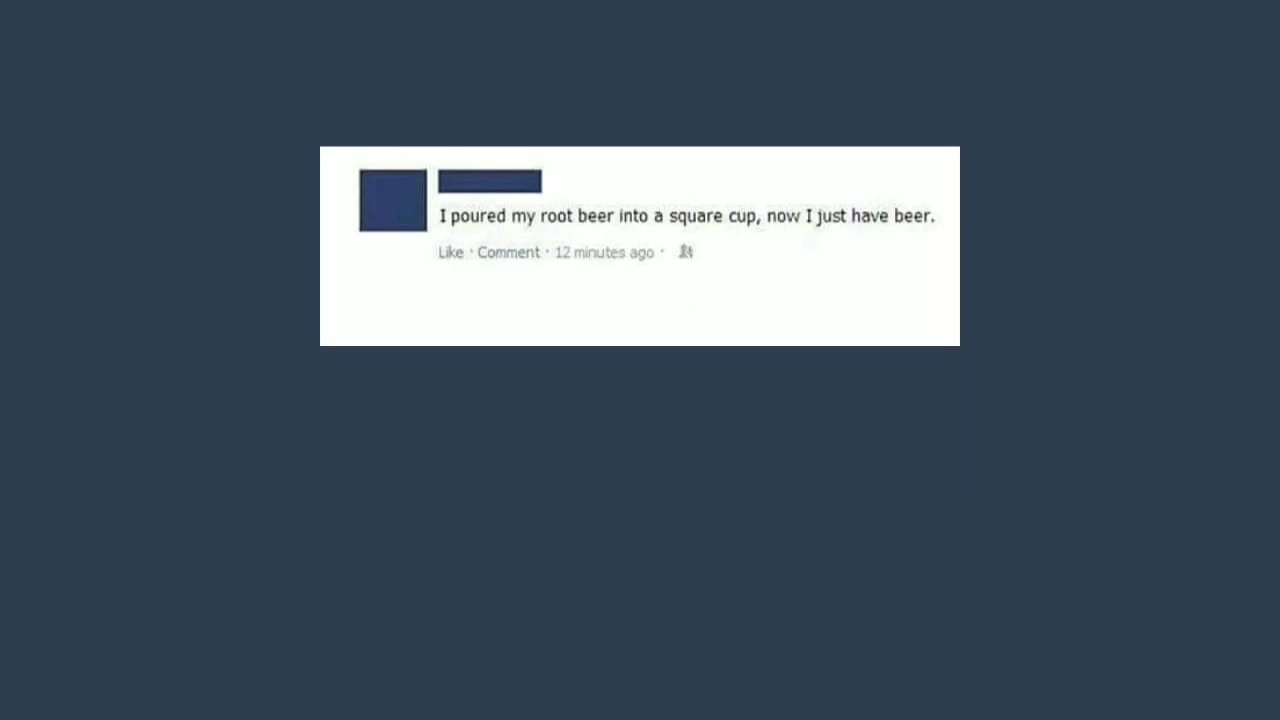 I poured my root beer into a square cup, now I just have beer.
Like · Comment · 12 minutes ago ·